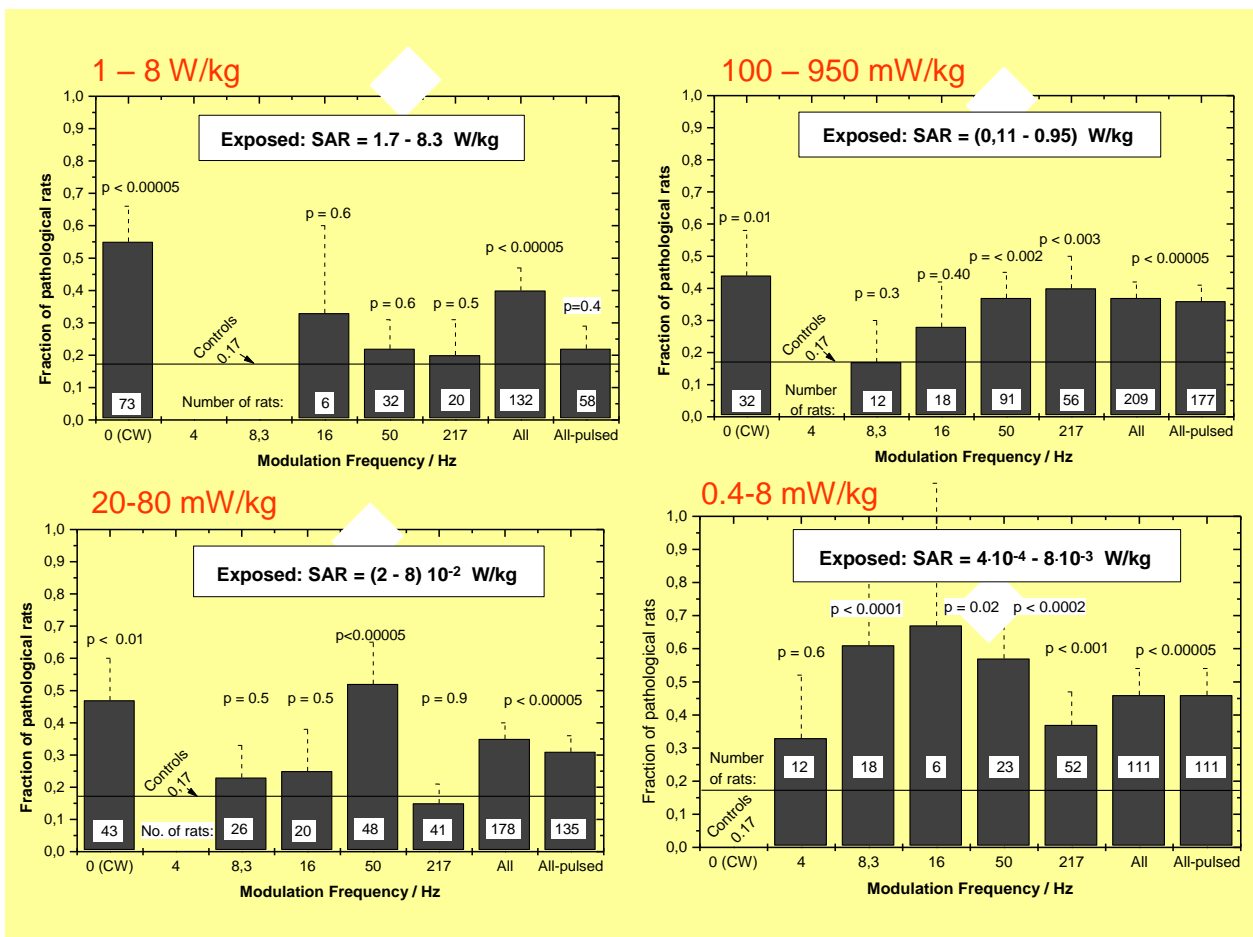 1 – 8 W/kg
1,0
0,9
0,8
0,7
0,6
0,5
0,4
0,3
0,2
0,1
0,0
Fraction of pathological rats
Exposed: SAR = 1.7 - 8.3 W/kg
p < 0.00005
p = 0.6
p = 0.6
p = 0.5
p < 0.00005
p=0.4
Controls
0.17
73
Number of rats:
6
32
20
132
58
0 (CW)
4
8,3
16
50
217
All
All-pulsed
Modulation Frequency / Hz
100 – 950 mW/kg
1,0
0,9
0,8
0,7
0,6
0,5
0,4
0,3
0,2
0,1
0,0
Fraction of pathological rats
Exposed: SAR = (0,11 - 0.95) W/kg
p = 0.01
p = 0.3
p = 0.40
p = < 0.002
p < 0.003
p < 0.00005
Controls
0.17
32
Number
of rats:
12
18
91
56
209
177
0 (CW)
4
8,3
16
50
217
All
All-pulsed
Modulation Frequency / Hz
20-80 mW/kg
1,0
0,9
0,8
0,7
0,6
0,5
0,4
0,3
0,2
0,1
0,0
Fraction of pathological rats
Exposed: SAR = (2 - 8) 10⁻² W/kg
p < 0.01
p = 0.5
p = 0.5
p<0.00005
p = 0.9
p < 0.00005
Controls
0,17
43
No. of rats:
26
20
48
41
178
135
0 (CW)
4
8,3
16
50
217
All
All-pulsed
Modulation Frequency / Hz
0.4-8 mW/kg
1,0
0,9
0,8
0,7
0,6
0,5
0,4
0,3
0,2
0,1
0,0
Fraction of pathological rats
Exposed: SAR = 4·10⁻⁴ - 8·10⁻³ W/kg
p = 0.6
p < 0.0001
p = 0.02
p < 0.0002
p < 0.001
p < 0.00005
Number
of rats:
12
18
6
23
52
111
111
Controls
0.17
0 (CW)
4
8,3
16
50
217
All
All-pulsed
Modulation Frequency / Hz